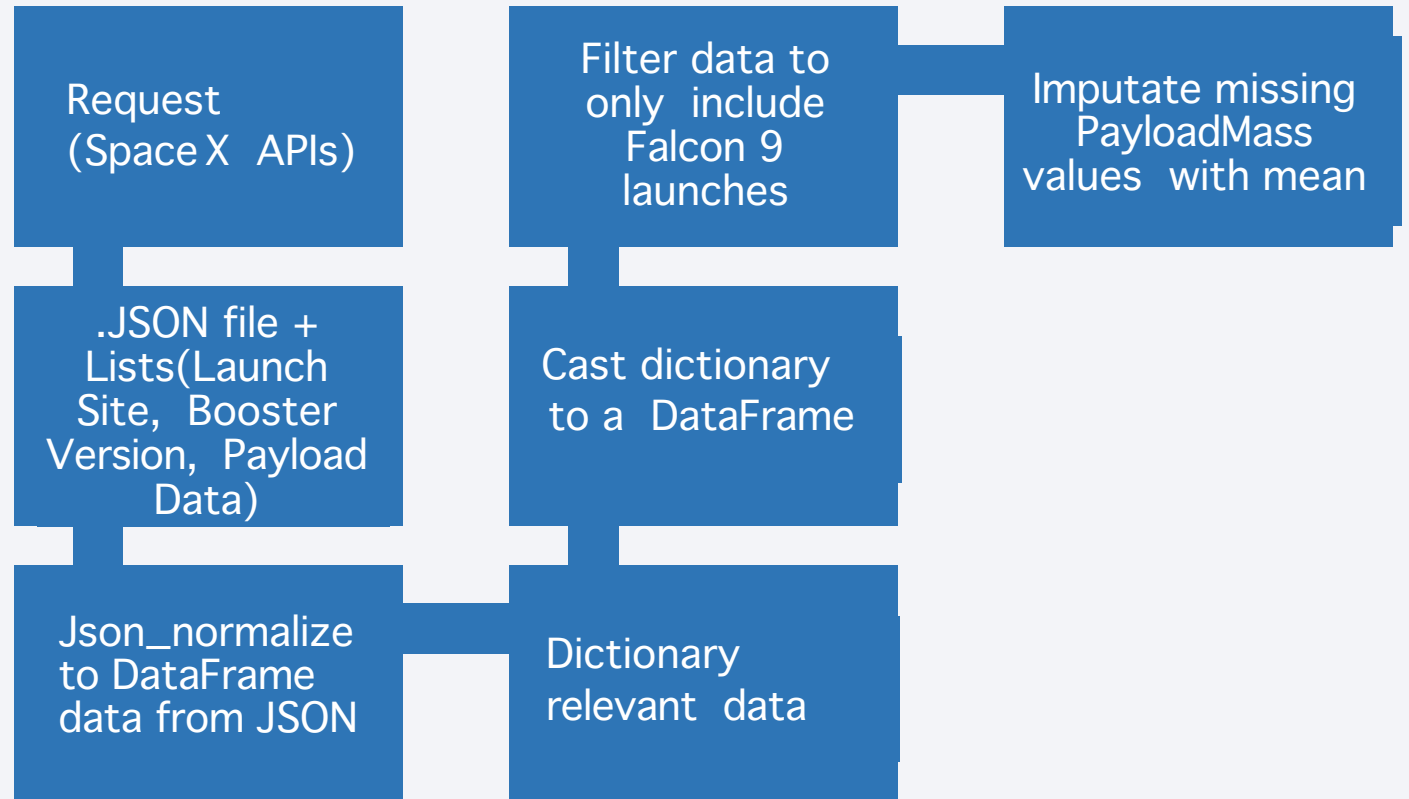 Request
(Space X APIs)
.JSON file +
Lists(Launch
Site, Booster
Version, Payload
Data)
Json_normalize
to DataFrame
data from JSON
Dictionary
relevant data
Cast dictionary
to a DataFrame
Filter data to
only include
Falcon 9
launches
Imputate missing
PayloadMass
values with mean